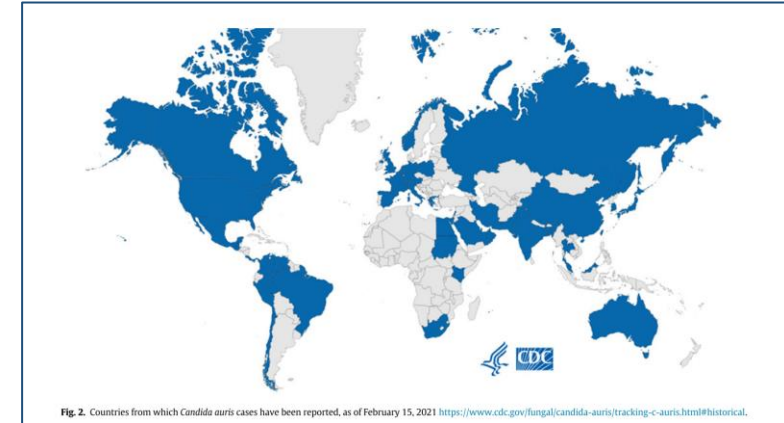 CDC
Fig. 2. Countries from which Candida auris cases have been reported, as of February 15, 2021 https://www.cdc.gov/fungal/candida-auris/tracking-c-auris.html#historical.